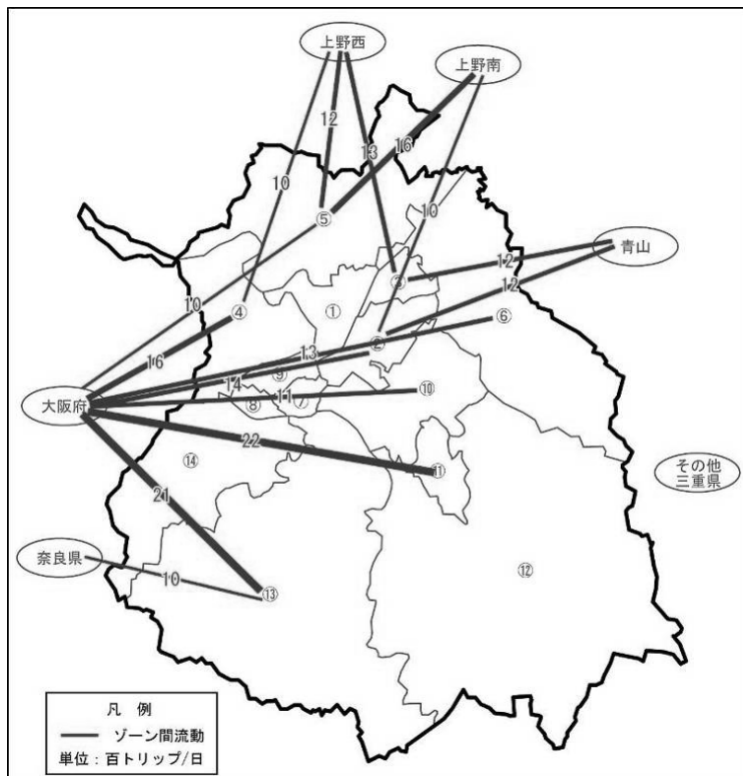 上野西
上野南
12
16
13
10
10
⑤
青山
12
③
12
10
④
①
⑥
16
13
②
14
⑨
大阪府
11
⑩
⑧
⑦
22
⑭
⑪
その他
三重県
21
奈良県
10
⑬
⑫
凡 例
ゾーン間流動
単位：百トリップ/日